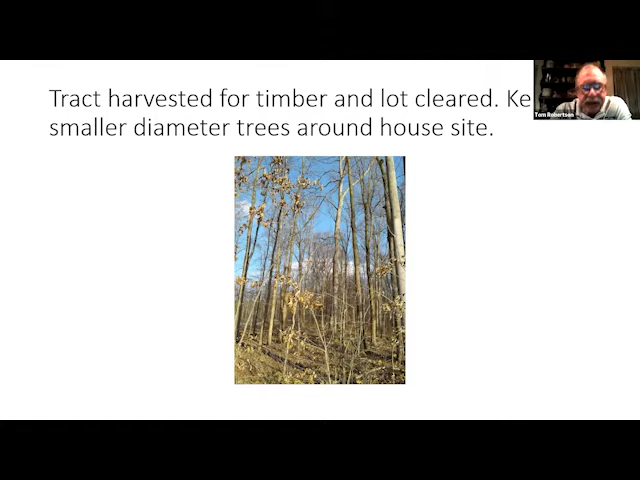 Tract harvested for timber and lot cleared. Ke
smaller diameter trees around house site.
Tom Robertson